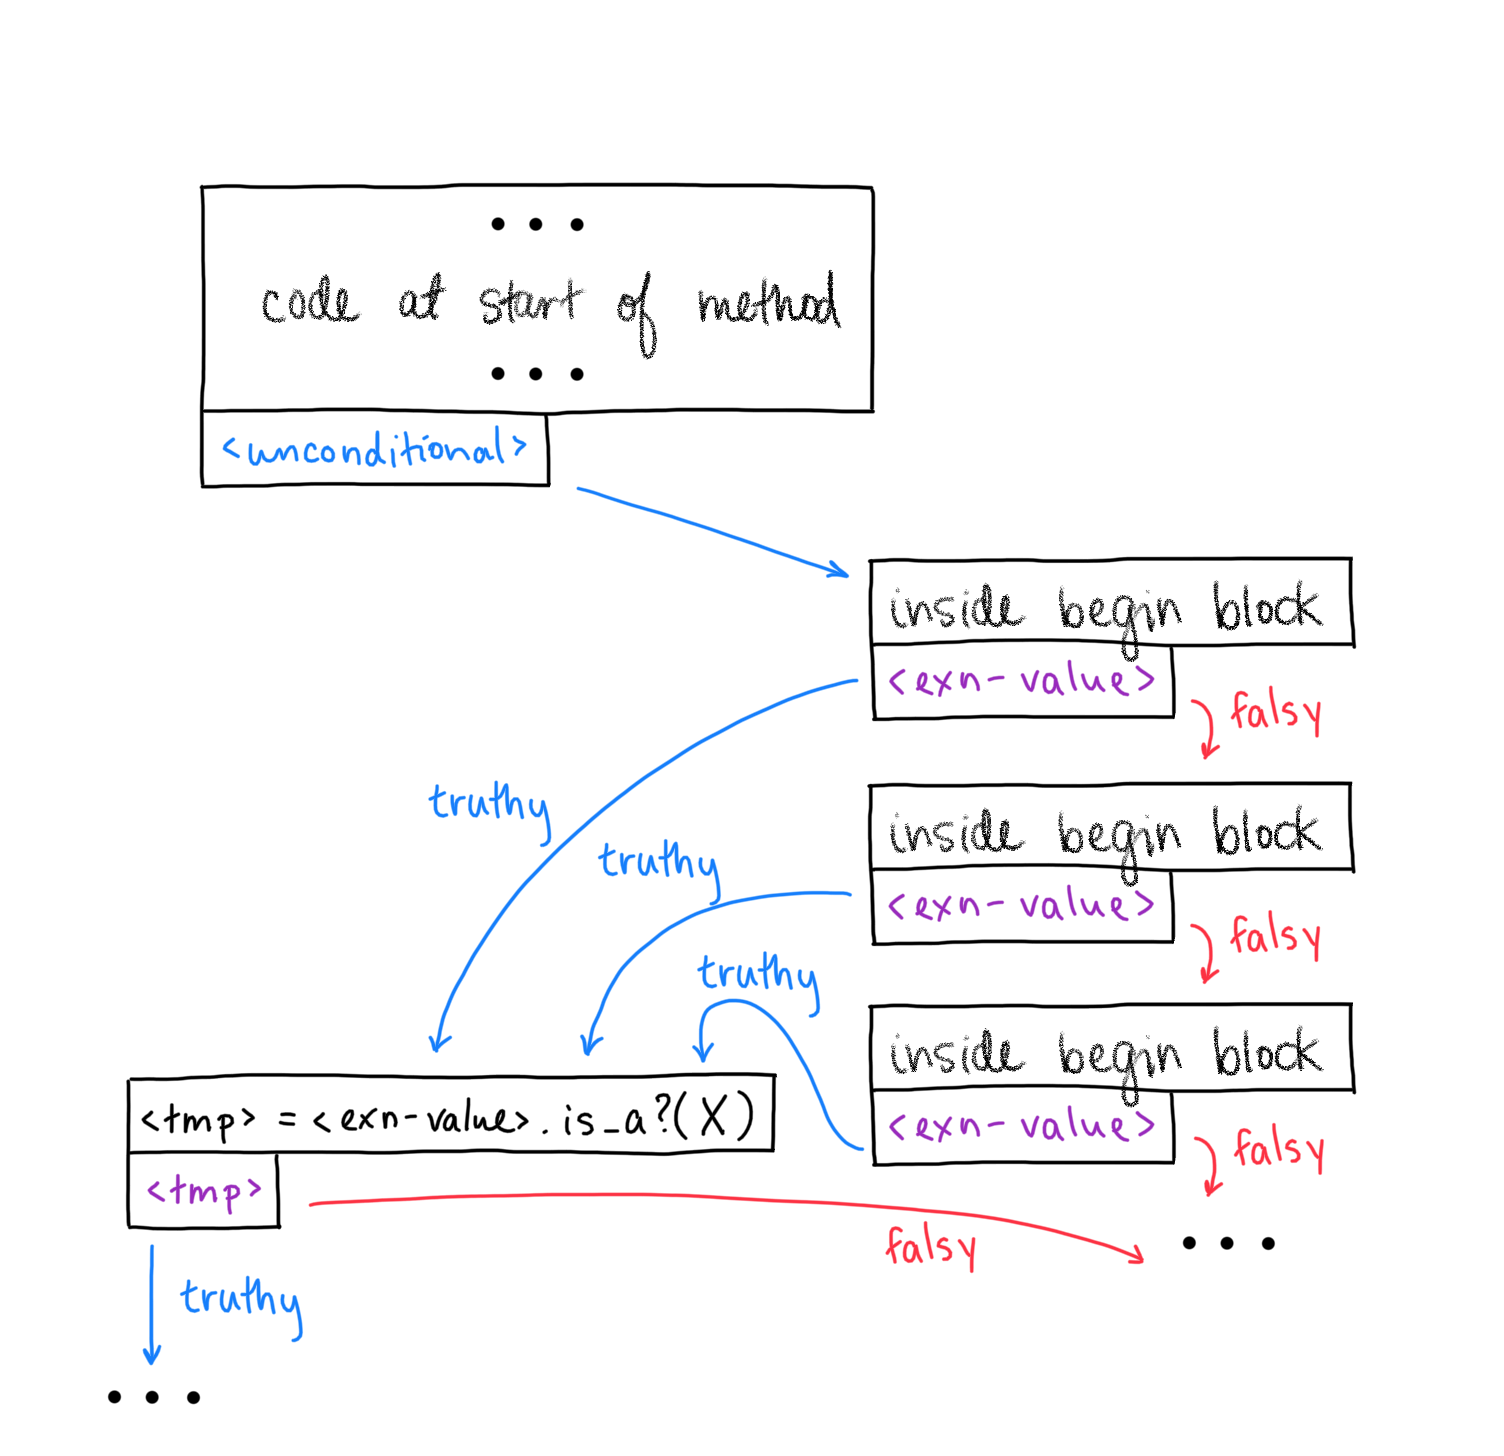 • • •
code at start of method
• • •
<unconditional>
inside begin block
<exn-value>
falsy
truthy
inside begin block
truthy
<exn-value>
falsy
truthy
inside begin block
<tmp> = <exn-value>.is_a?(X)
<exn-value>
falsy
<tmp>
falsy
• • •
truthy
• • •